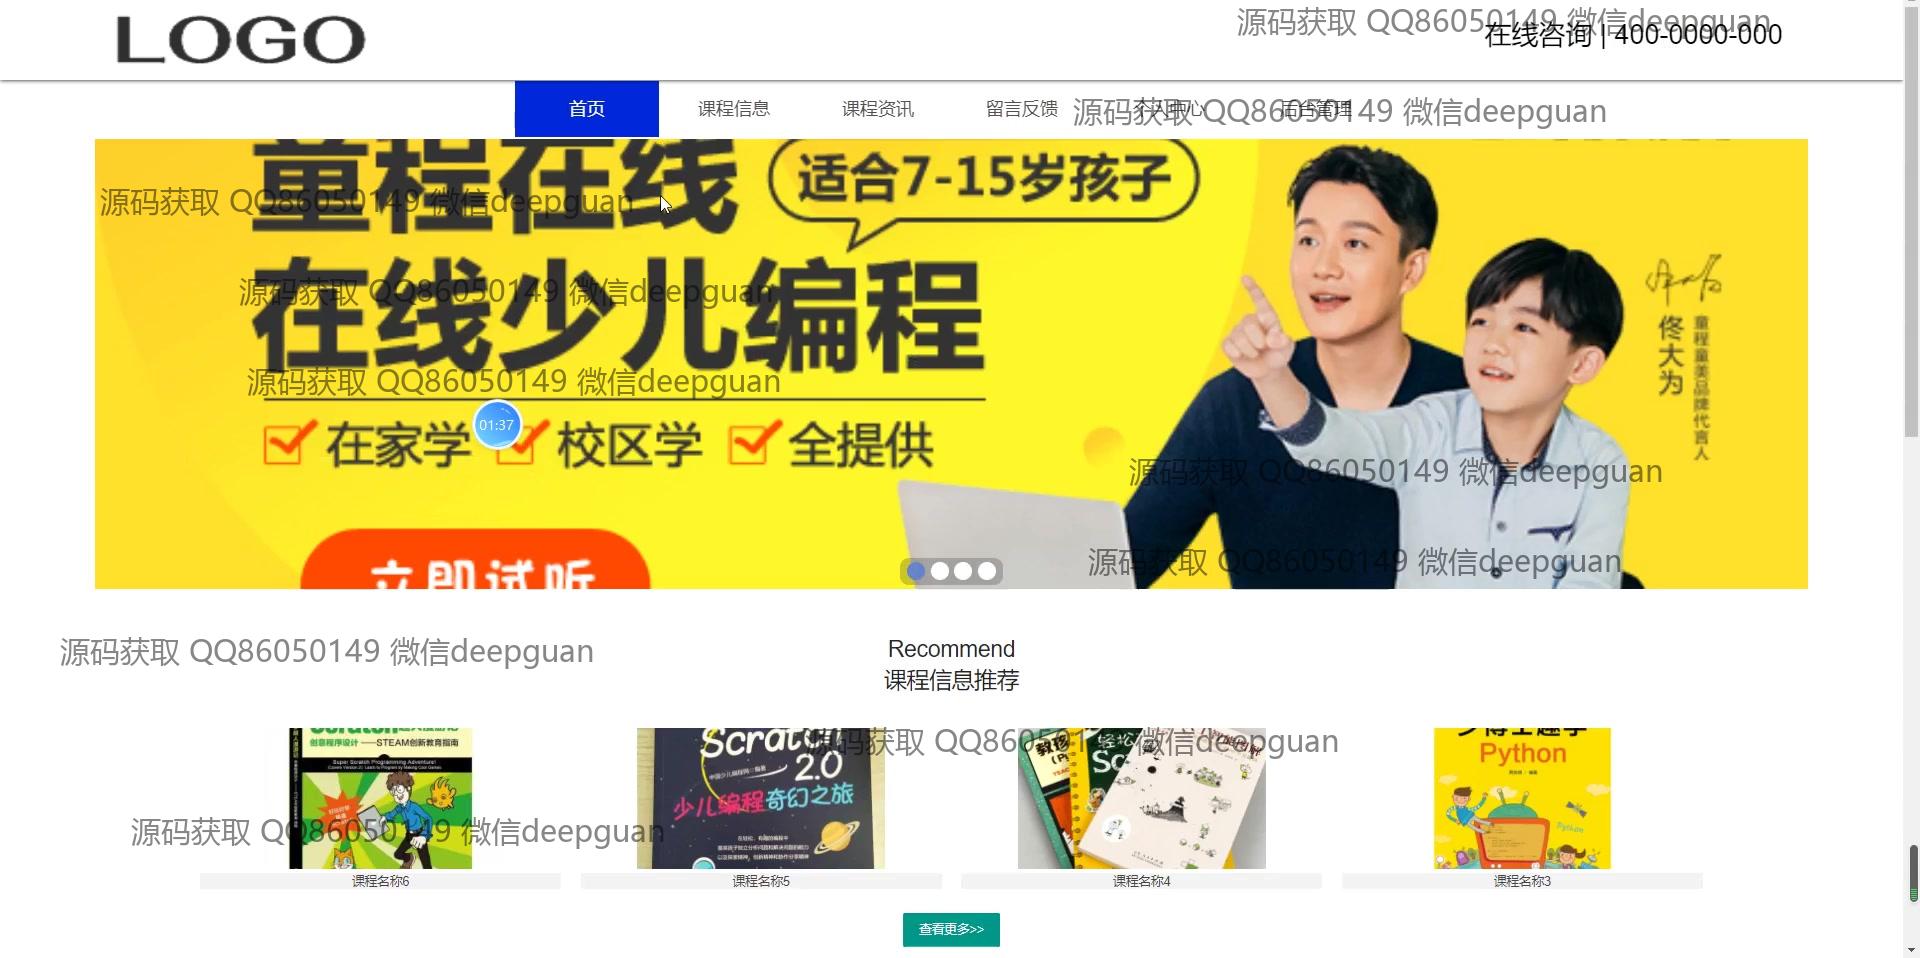 LOGO
源码获取 QQ86050149 微信deepguan
在线咨询 | 400-0000-000
首页
课程信息
课程资讯
留言反馈
个人中心
后台管理
源码获取 QQ86050149 微信deepguan
童程在线
适合7-15岁孩子
源码获取 QQ86050149 微信deepguan
在线少儿编程
源码获取 QQ86050149 微信deepguan
佟大为
童程童美品牌代言人
源码获取 QQ86050149 微信deepguan
01:37
在家学
校区学
全提供
源码获取 QQ86050149 微信deepguan
立即试听
源码获取 QQ86050149 微信deepguan
源码获取 QQ86050149 微信deepguan
Recommend
课程信息推荐
源码获取 QQ86050149 微信deepguan
创意程序设计 ——STEAM创新教育指南
Super Scratch Programming Adventure!
Scratch
2.0
少儿编程奇幻之旅
Python
Python
源码获取 QQ86050149 微信deepguan
课程名称6
课程名称5
课程名称4
课程名称3
查看更多>>